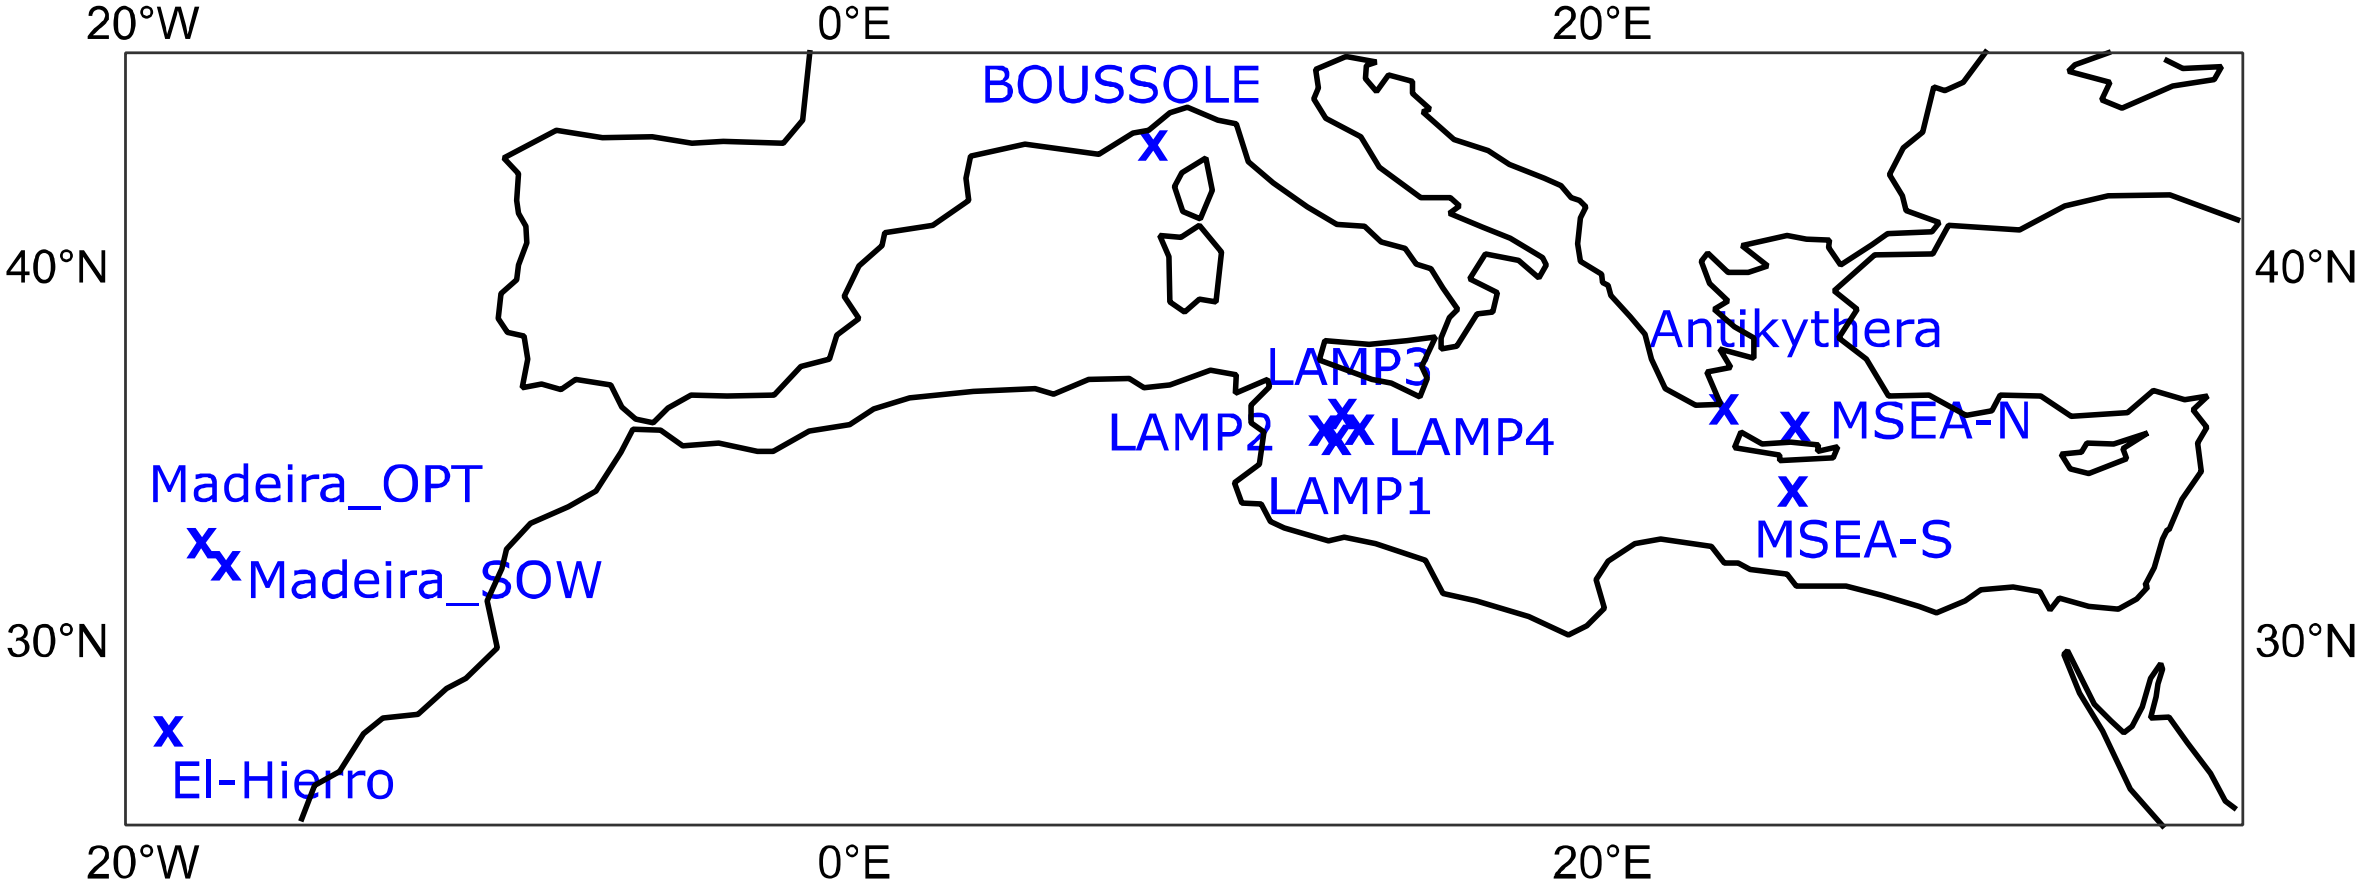 20°W
0°E
20°E
BOUSSOLE
40°N
40°N
Antikythera
LAMP3
LAMP2
LAMP4
MSEA-N
Madeira_OPT
LAMP1
MSEA-S
Madeira_SOW
30°N
30°N
El-Hierro
20°W
0°E
20°E